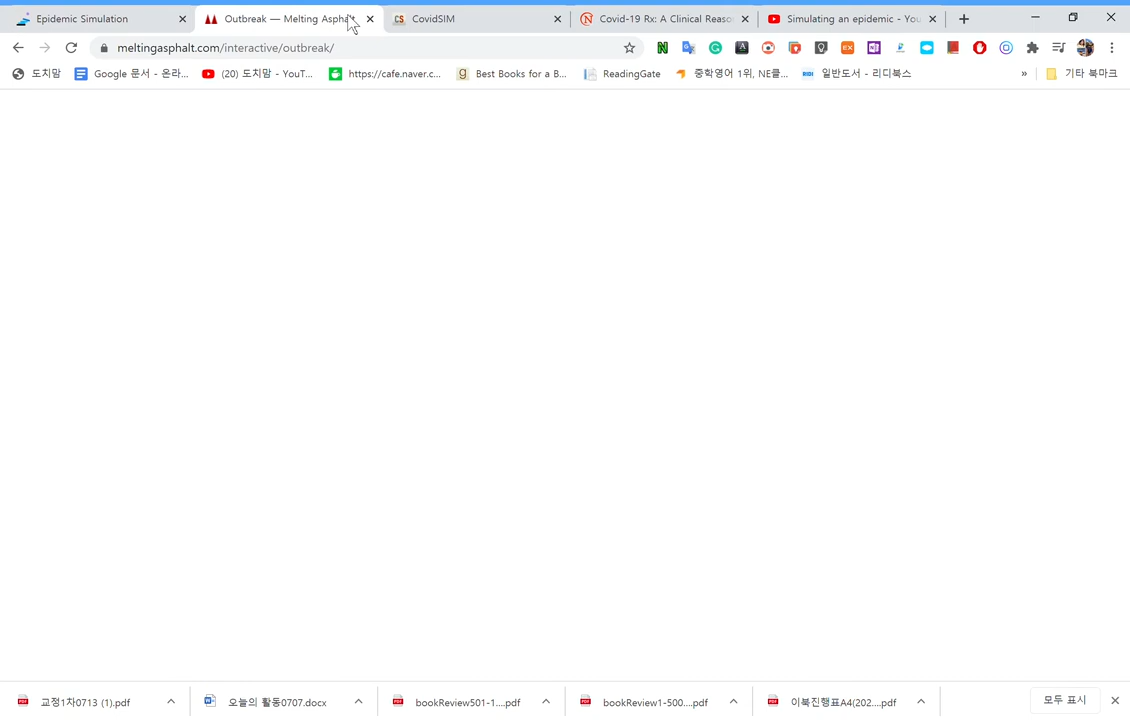 Epidemic Simulation
Outbreak — Melting Asphalt
CovidSIM
Covid-19 Rx: A Clinical Reaso
Simulating an epidemic - You
meltingasphalt.com/interactive/outbreak/
도치맘
Google 문서 - 온라...
(20) 도치맘 - YouT...
https://cafe.naver.c...
Best Books for a B...
ReadingGate
중학영어 1위, NE클...
RIDI
일반도서 - 리디북스
»
기타 북마크
교정1차0713 (1).pdf
오늘의 활동0707.docx
bookReview501-1....pdf
bookReview1-500....pdf
이북진행표A4(202....pdf
모두 표시